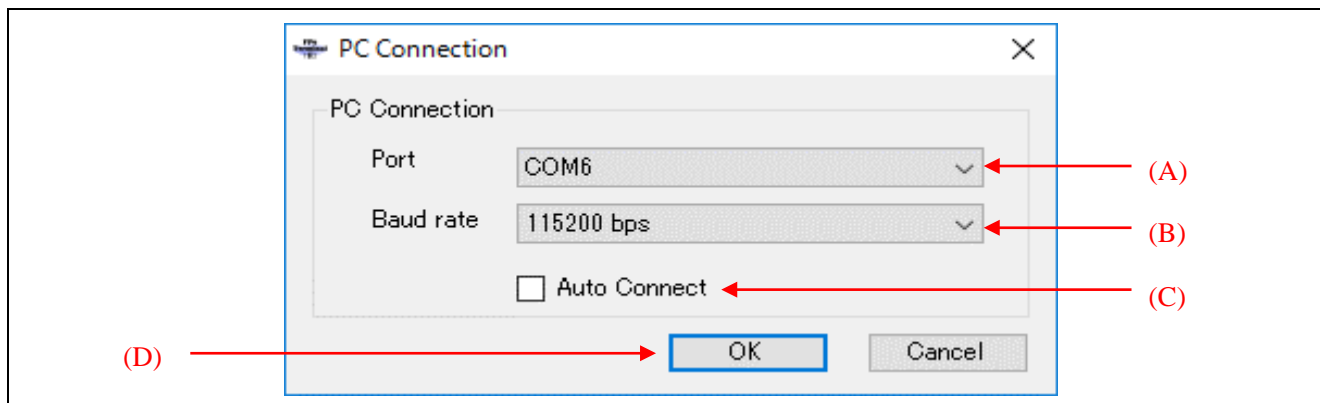 PC Connection
PC Connection
Port COM6 (A)
Baud rate 115200 bps (B)
Auto Connect (C)
(D) OK Cancel